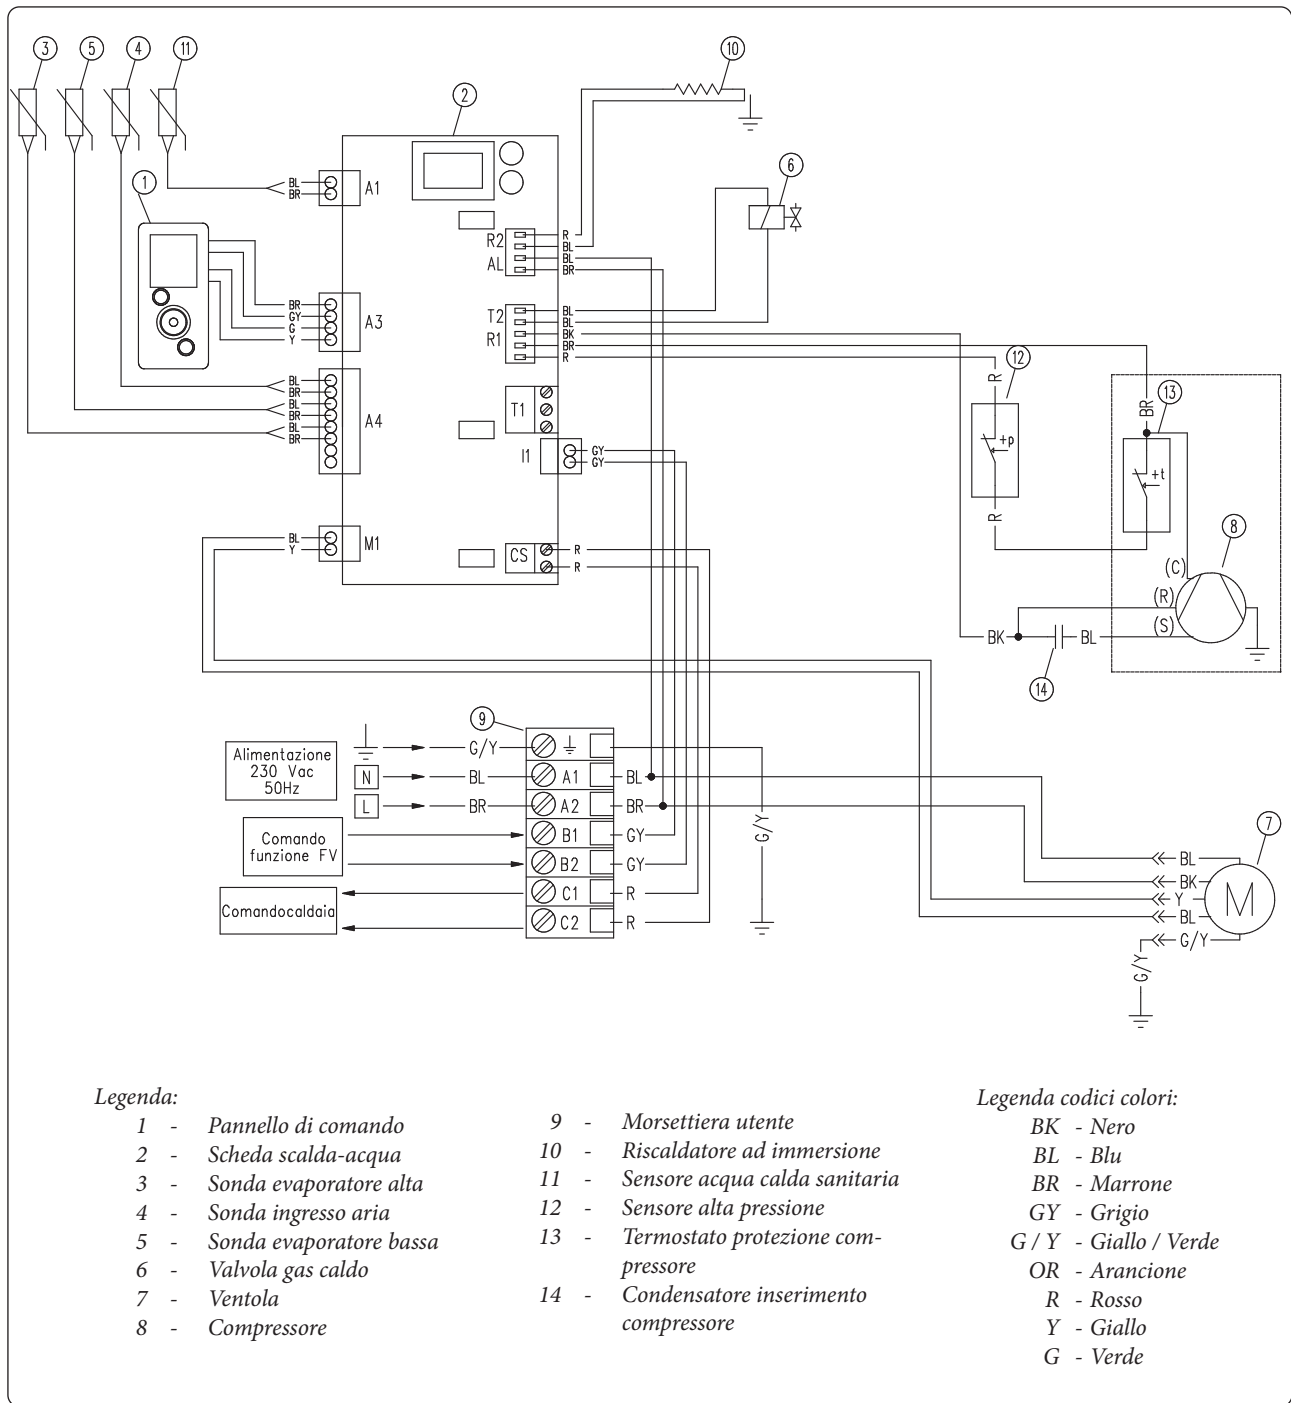 3 5 4 11 10
2
6
1
BL
BR
A1
R2
AL
R
BL
BL
BR
BR
GY
G
Y
A3
T2
R1
BL
BL
BK
BR
R
12
13
R
BR
BL
BR
BL
BR
BL
BR
A4
T1
+p
+t
I1
GY
GY
R
8
BL
Y
M1
CS
R
R
(C)
(R)
(S)
BK
BL
14
9
Alimentazione
230 Vac
50Hz
G/Y
N
BL
A1
BL
L
BR
A2
BR
Comando
funzione FV
B1
GY
B2
GY
G/Y
Comandocaldaia
C1
R
C2
R
7
BL
BK
Y
BL
G/Y
M
G/Y
Legenda:
1 - Pannello di comando
2 - Scheda scalda-acqua
3 - Sonda evaporatore alta
4 - Sonda ingresso aria
5 - Sonda evaporatore bassa
6 - Valvola gas caldo
7 - Ventola
8 - Compressore
9 - Morsettiera utente
10 - Riscaldatore ad immersione
11 - Sensore acqua calda sanitaria
12 - Sensore alta pressione
13 - Termostato protezione com-
pressore
14 - Condensatore inserimento
compressore
Legenda codici colori:
BK - Nero
BL - Blu
BR - Marrone
GY - Grigio
G / Y - Giallo / Verde
OR - Arancione
R - Rosso
Y - Giallo
G - Verde